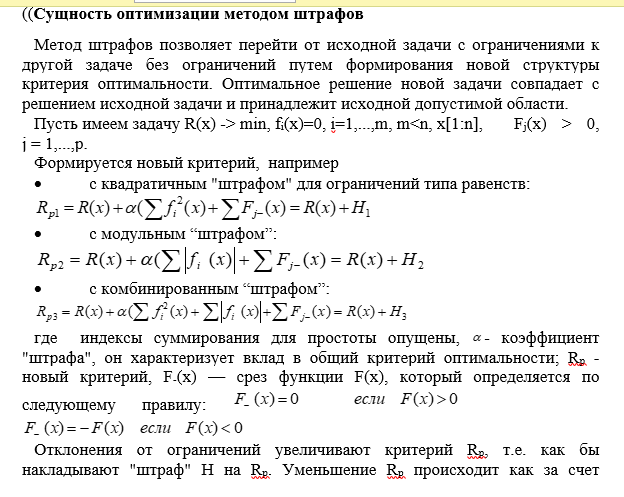 ((Сущность оптимизации методом штрафов
Метод штрафов позволяет перейти от исходной задачи с ограничениями к
другой задаче без ограничений путем формирования новой структуры
критерия оптимальности. Оптимальное решение новой задачи совпадает с
решением исходной задачи и принадлежит исходной допустимой области.
Пусть имеем задачу R(x) -> min, fᵢ(x)=0, i=1,...,m, m<n, x[1:n], Fⱼ(x) > 0,
j = 1,...,p.
Формируется новый критерий, например
• с квадратичным "штрафом" для ограничений типа равенств:
Rₚ₁ = R(x)+α(∑fᵢ²(x)+∑Fⱼ₋(x) = R(x)+H₁
• с модульным “штрафом”:
Rₚ₂ = R(x)+α(∑|fᵢ (x)|+∑Fⱼ₋(x) = R(x)+H₂
• с комбинированным “штрафом”:
Rₚ₃ = R(x)+α(∑fᵢ²(x)+∑|fᵢ (x)|+∑Fⱼ₋(x) = R(x)+H₃
где индексы суммирования для простоты опущены, α - коэффициент
"штрафа", он характеризует вклад в общий критерий оптимальности; Rₚ -
новый критерий, F₋(x) — срез функции F(x), который определяется по
следующему правилу: F₋ (x)=0 если F(x)>0
F₋ (x)=−F(x) если F(x)<0
Отклонения от ограничений увеличивают критерий Rₚ, т.е. как бы
накладывают "штраф" H на Rₚ. Уменьшение Rₚ происходит как за счет